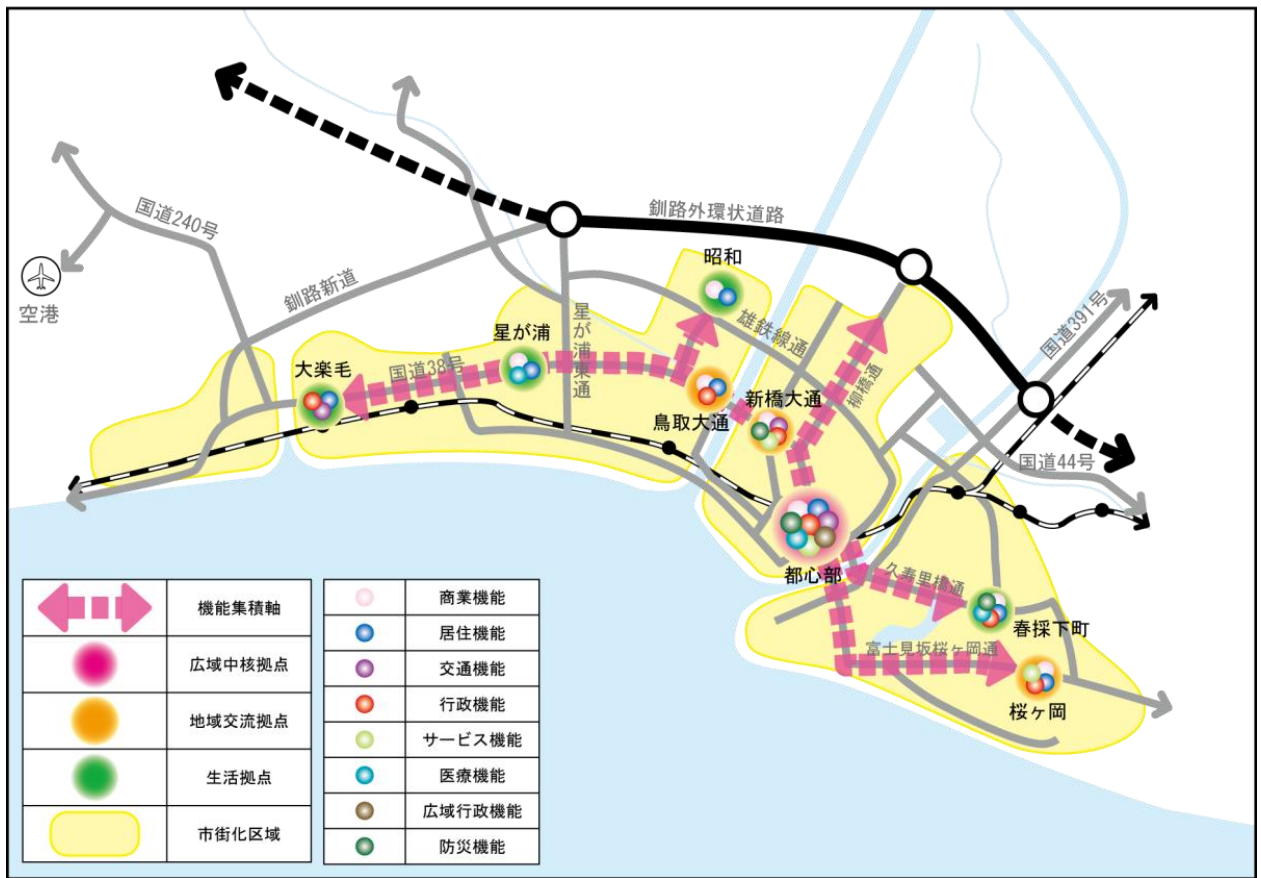 国道240号
釧路外環状道路
空港
釧路新道
昭和
国道391号
星が浦
星が浦東通
雄鉄線通
大楽毛
国道38号
柳橋通
鳥取大通
新橋大通
国道44号
都心部
久寿里橋通
春採下町
富士見坂桜ヶ岡通
桜ヶ岡
機能集積軸
広域中核拠点
地域交流拠点
生活拠点
市街化区域
商業機能
居住機能
交通機能
行政機能
サービス機能
医療機能
広域行政機能
防災機能